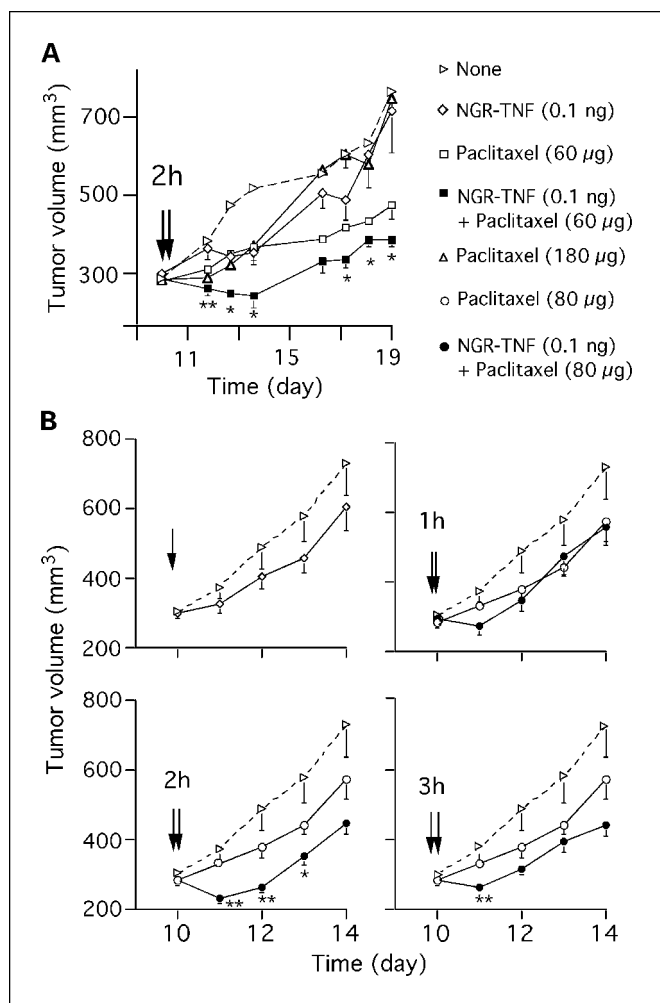 A
Tumor volume (mm3)
700
500
300
2h
**
*
*
*
*
*
11
15
19
Time (day)
None
NGR-TNF (0.1 ng)
Paclitaxel (60 µg)
NGR-TNF (0.1 ng)
+ Paclitaxel (60 µg)
Paclitaxel (180 µg)
Paclitaxel (80 µg)
NGR-TNF (0.1 ng)
+ Paclitaxel (80 µg)
B
Tumor volume (mm3)
800
600
400
200
1h
800
600
400
200
2h
**
**
*
10
12
14
Time (day)
3h
**
10
12
14
Time (day)